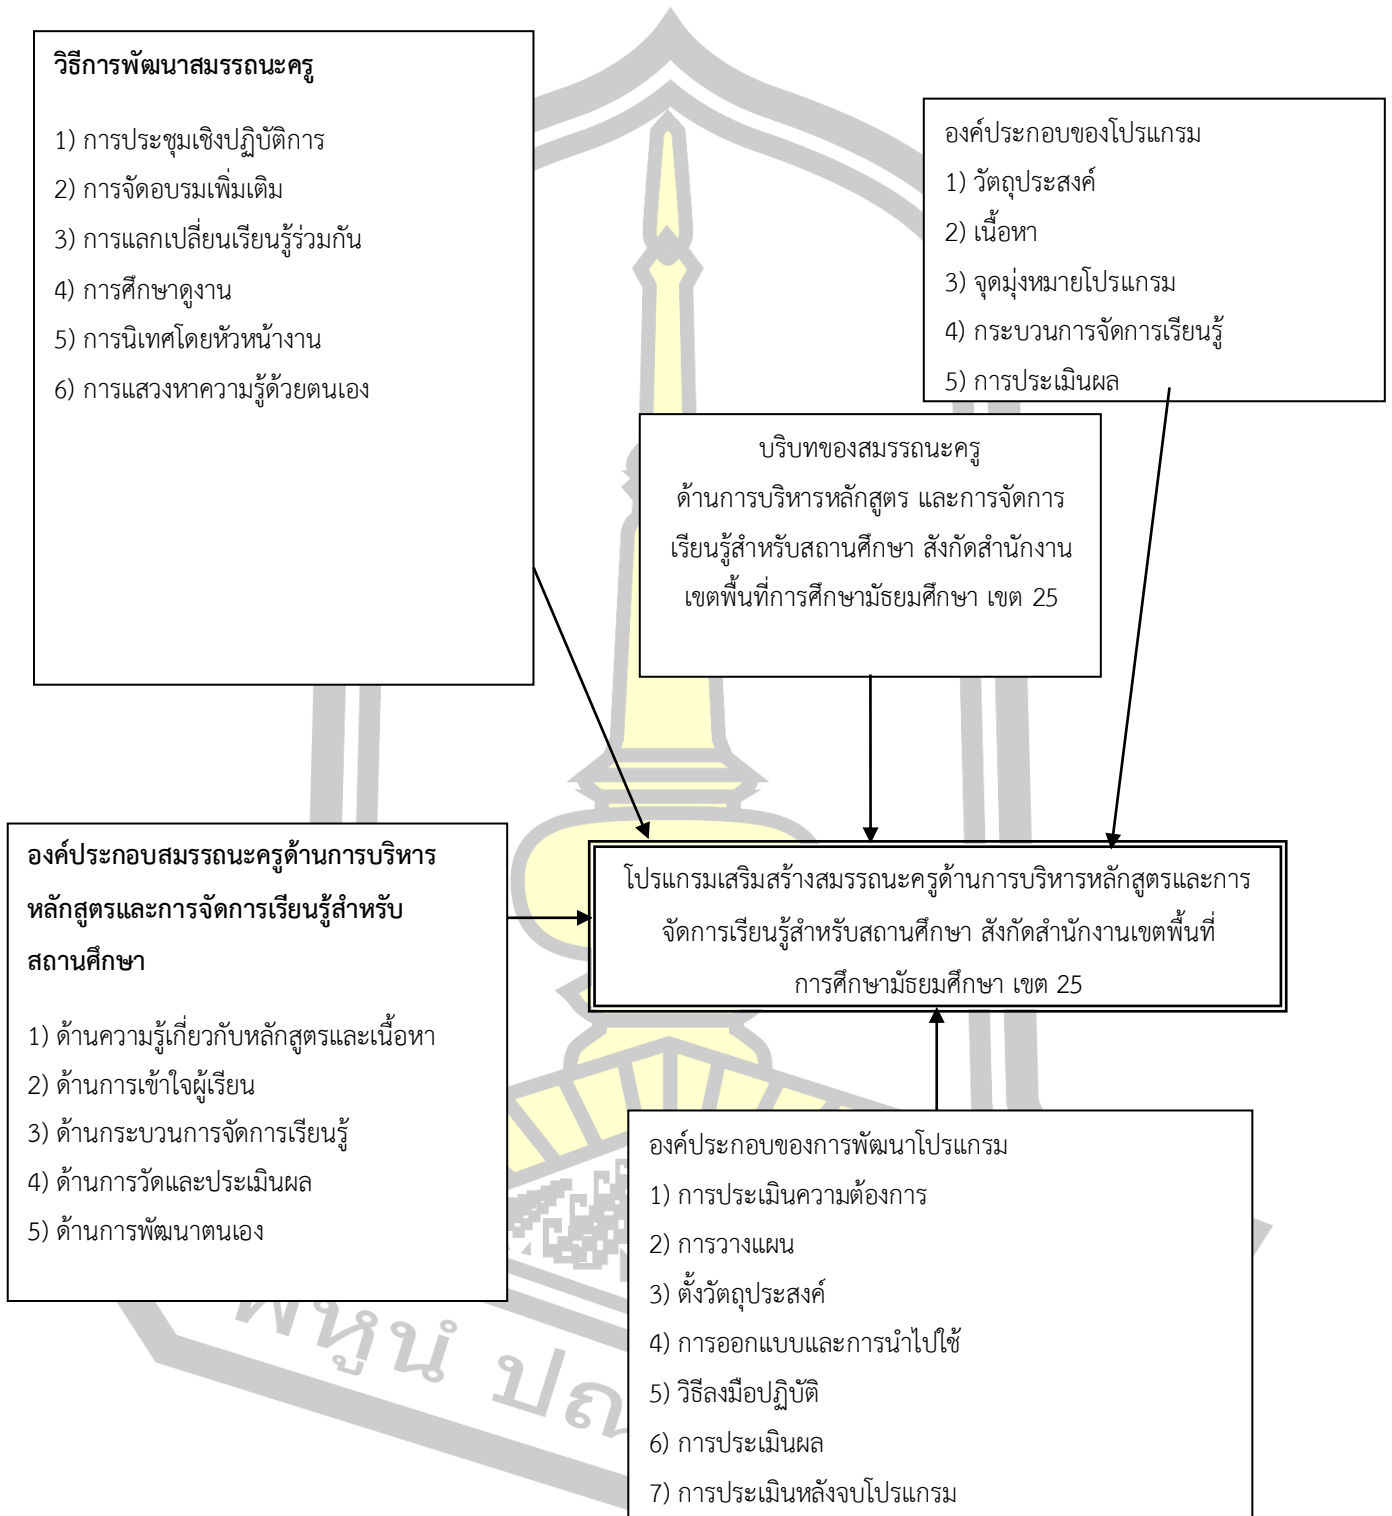 วิธีการพัฒนาสมรรถนะครู
1) การประชุมเชิงปฏิบัติการ
2) การจัดอบรมเพิ่มเติม
3) การแลกเปลี่ยนเรียนรู้ร่วมกัน
4) การศึกษาดูงาน
5) การนิเทศโดยหัวหน้างาน
6) การแสวงหาความรู้ด้วยตนเอง
องค์ประกอบของโปรแกรม
1) วัตถุประสงค์
2) เนื้อหา
3) จุดมุ่งหมายโปรแกรม
4) กระบวนการจัดการเรียนรู้
5) การประเมินผล
บริบทของสมรรถนะครู
ด้านการบริหารหลักสูตร และการจัดการ
เรียนรู้สำหรับสถานศึกษา สังกัดสำนักงาน
เขตพื้นที่การศึกษามัธยมศึกษา เขต 25
องค์ประกอบสมรรถนะครูด้านการบริหาร
หลักสูตรและการจัดการเรียนรู้สำหรับ
สถานศึกษา
1) ด้านความรู้เกี่ยวกับหลักสูตรและเนื้อหา
2) ด้านการเข้าใจผู้เรียน
3) ด้านกระบวนการจัดการเรียนรู้
4) ด้านการวัดและประเมินผล
5) ด้านการพัฒนาตนเอง
โปรแกรมเสริมสร้างสมรรถนะครูด้านการบริหารหลักสูตรและการ
จัดการเรียนรู้สำหรับสถานศึกษา สังกัดสำนักงานเขตพื้นที่
การศึกษามัธยมศึกษา เขต 25
องค์ประกอบของการพัฒนาโปรแกรม
1) การประเมินความต้องการ
2) การวางแผน
3) ตั้งวัตถุประสงค์
4) การออกแบบและการนำไปใช้
5) วิธีลงมือปฏิบัติ
6) การประเมินผล
7) การประเมินหลังจบโปรแกรม
พหูนํ